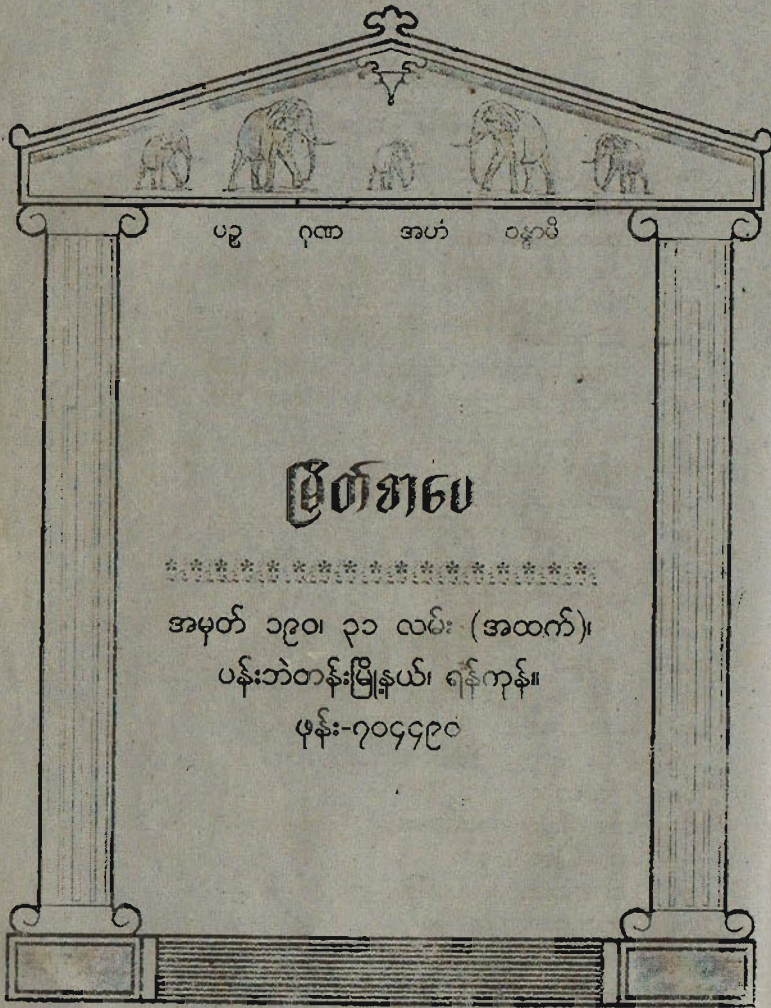 ပဉ္စ ဂုဏ အဟံ ဝန္ဒာမိ
မြိတ်စာပေ
အမှတ် ၁၉၀၊ ၃၁ လမ်း (အထက်)၊
ပန်းဘဲတန်းမြို့နယ်၊ ရန်ကုန်။
ဖုန်း-၇၀၄၄၉၀